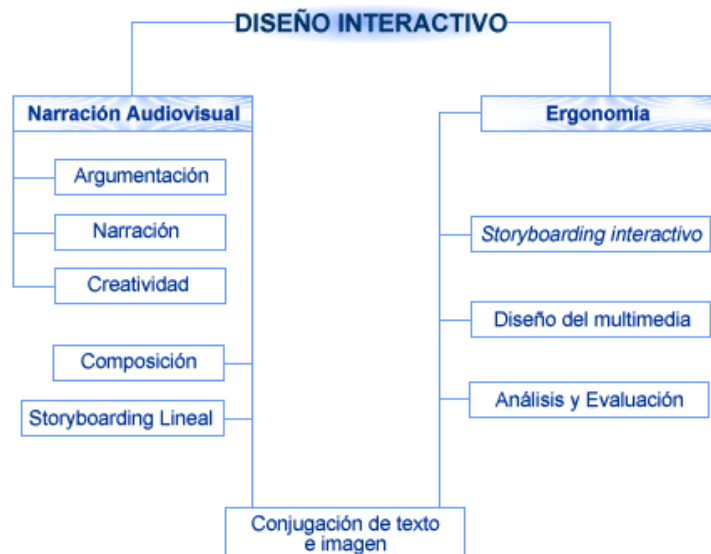 DISEÑO INTERACTIVO
Narración Audiovisual
Argumentación
Narración
Creatividad
Composición
Storyboarding Lineal
Ergonomía
Storyboarding interactivo
Diseño del multimedia
Análisis y Evaluación
Conjugación de texto
e imagen